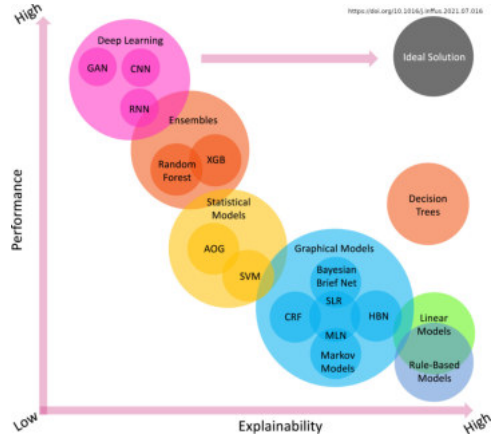 https://doi.org/10.1016/j.inffus.2021.07.016
High
Deep Learning
GAN
CNN
RNN
Ideal Solution
Ensembles
XGB
Random
Forest
Decision
Trees
Statistical
Models
AOG
SVM
Graphical Models
Bayesian
Brief Net
SLR
CRF
HBN
MLN
Markov
Models
Linear
Models
Rule-Based
Models
Performance
Low
Explainability
High